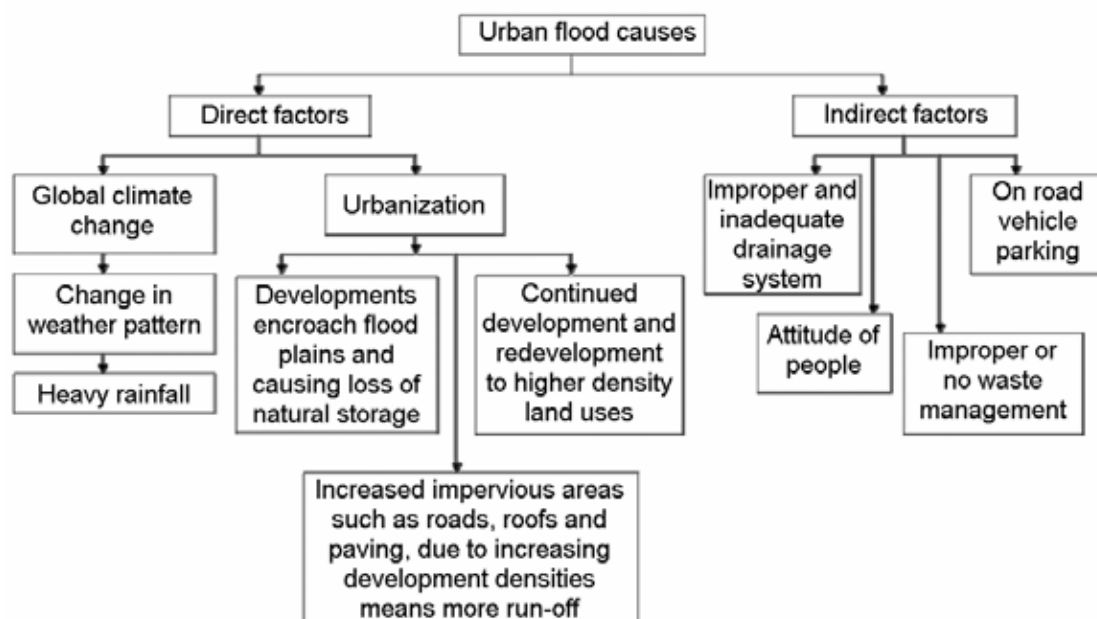 Urban flood causes
Direct factors
Indirect factors
Global climate
change
Urbanization
Improper and
inadequate
drainage
system
On road
vehicle
parking
Change in
weather pattern
Developments
encroach flood
plains and
causing loss of
natural storage
Continued
development and
redevelopment
to higher density
land uses
Attitude of
people
Improper or
no waste
management
Heavy rainfall
Increased impervious areas
such as roads, roofs and
paving, due to increasing
development densities
means more run-off